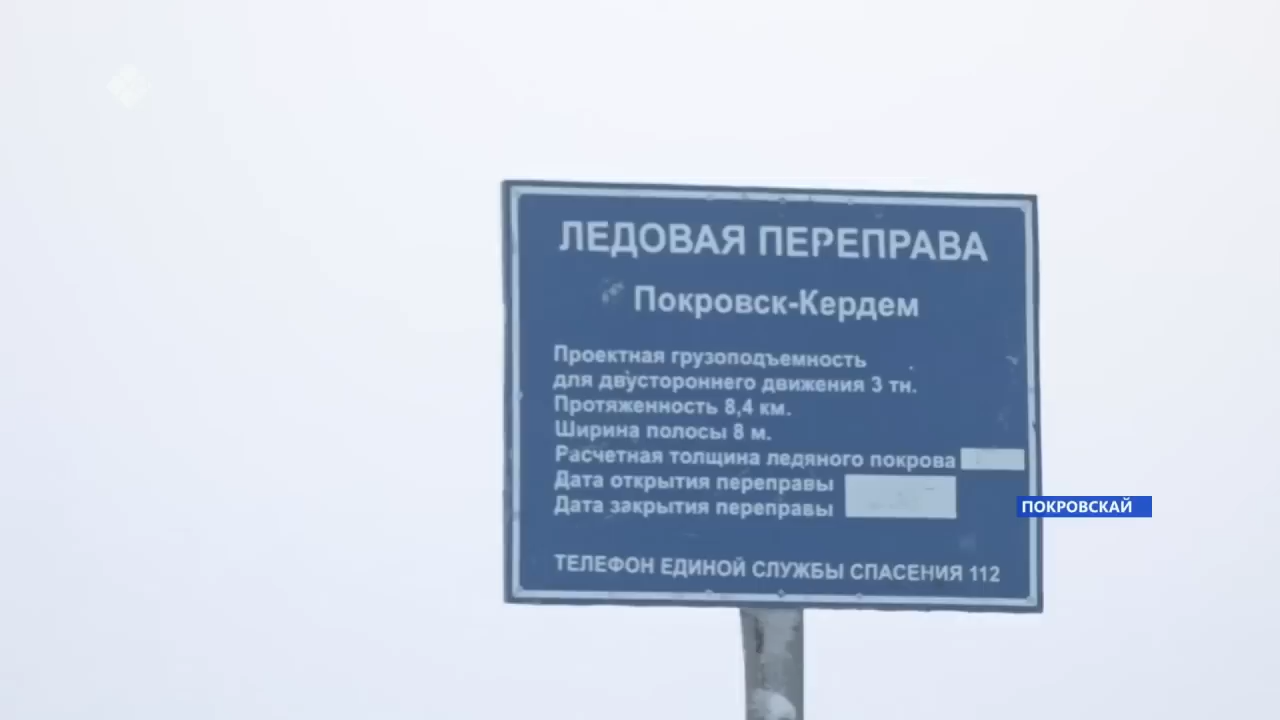 ЛЕДОВАЯ ПЕРЕПРАВА
Покровск-Кердем
Проектная грузоподъемность
для двустороннего движения 3 тн.
Протяженность 8,4 км.
Ширина полосы 8 м.
Расчетная толщина ледяного покрова
Дата открытия переправы
Дата закрытия переправы
ПОКРОВСКАЙ
ТЕЛЕФОН ЕДИНОЙ СЛУЖБЫ СПАСЕНИЯ 112